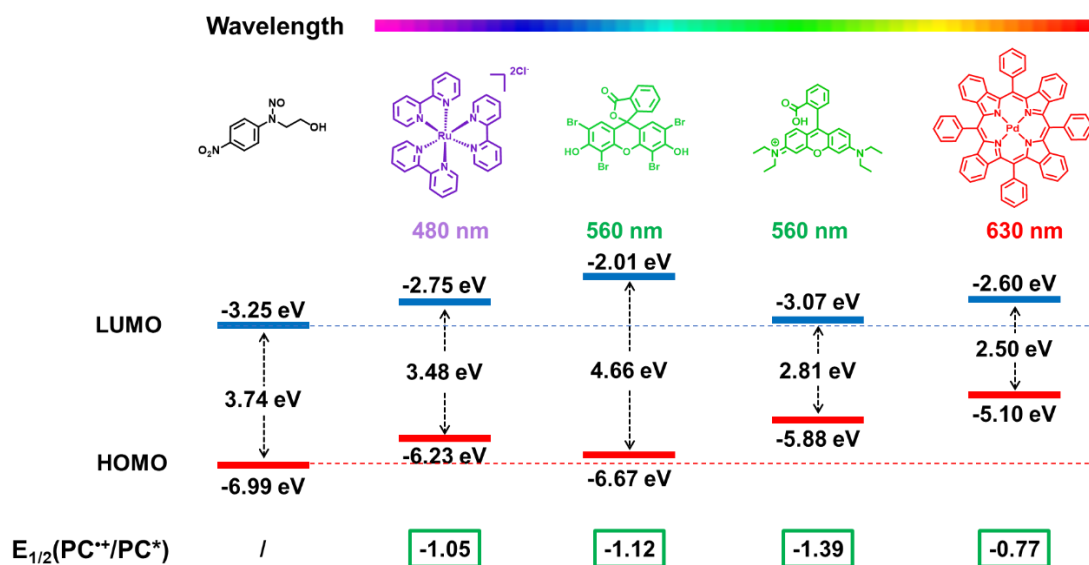 Wavelength
NO
N
OH
O₂N
2Cl⁻
N
N
N
Ru
N
N
N
O
O
Br
Br
HO
O
OH
Br
Br
O
OH
⊕
N
O
N
N
N
Pd
N
N
480 nm
560 nm
560 nm
630 nm
LUMO
-3.25 eV
-2.75 eV
-2.01 eV
-3.07 eV
-2.60 eV
3.74 eV
3.48 eV
4.66 eV
2.81 eV
2.50 eV
HOMO
-6.99 eV
-6.23 eV
-6.67 eV
-5.88 eV
-5.10 eV
E₁/₂(PC•⁺/PC*)
/
-1.05
-1.12
-1.39
-0.77